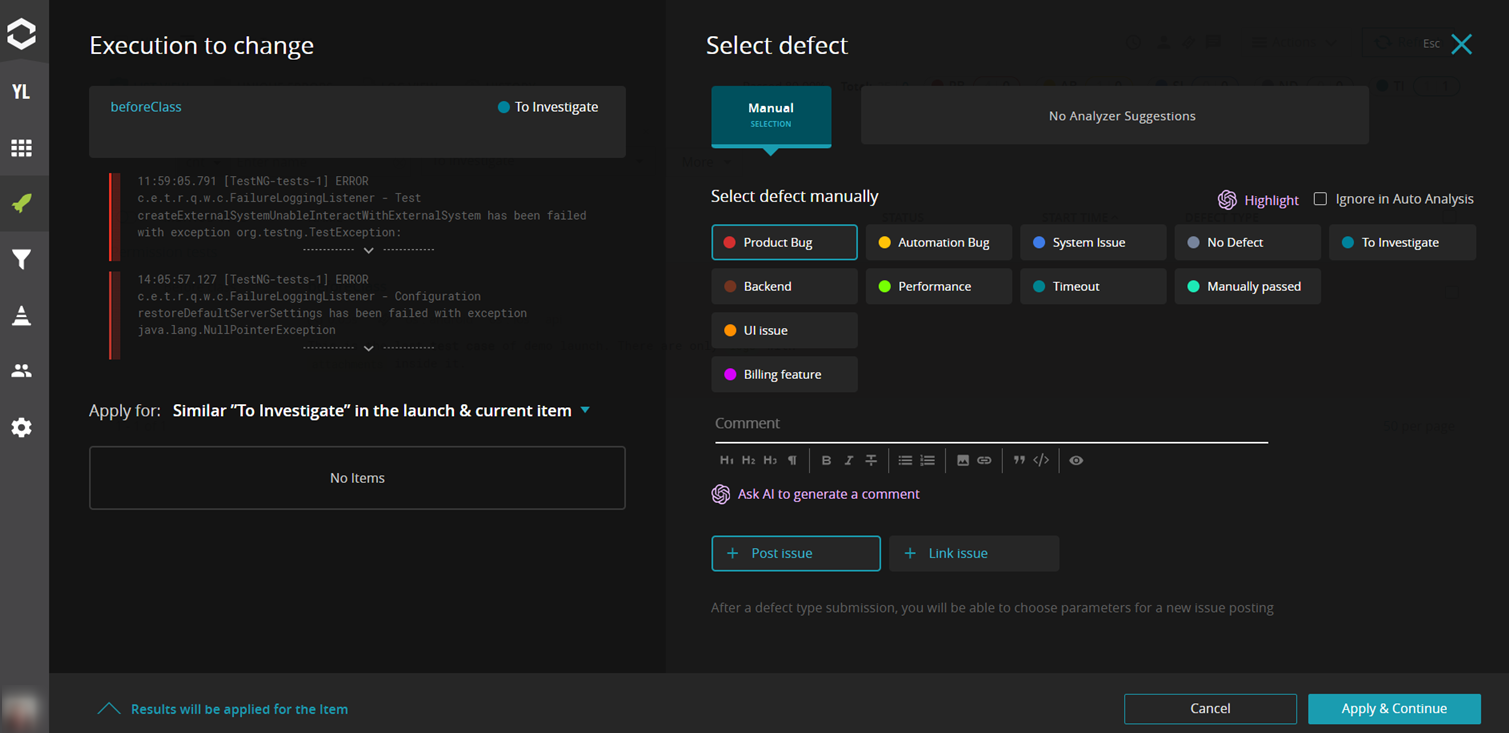 YL
Execution to change
beforeClass
To Investigate
11:59:05.791 [TestNG-tests-1] ERROR
c.e.t.r.q.w.c.FailureLoggingListener - Test
createExternalSystemUnableInteractWithExternalSystem has been failed
with exception org.testng.TestException:
14:05:57.127 [TestNG-tests-1] ERROR
c.e.t.r.q.w.c.FailureLoggingListener - Configuration
restoreDefaultServerSettings has been failed with exception
java.lang.NullPointerException
Apply for: Similar "To Investigate" in the launch & current item
No Items
Results will be applied for the Item
Select defect
Esc
Manual
SELECTION
No Analyzer Suggestions
Select defect manually
Highlight
Ignore in Auto Analysis
Product Bug
Automation Bug
System Issue
No Defect
To Investigate
Backend
Performance
Timeout
Manually passed
UI issue
Billing feature
Comment
H1 H2 H3 ¶ B I T
Ask AI to generate a comment
+ Post issue
+ Link issue
After a defect type submission, you will be able to choose parameters for a new issue posting
Cancel
Apply & Continue